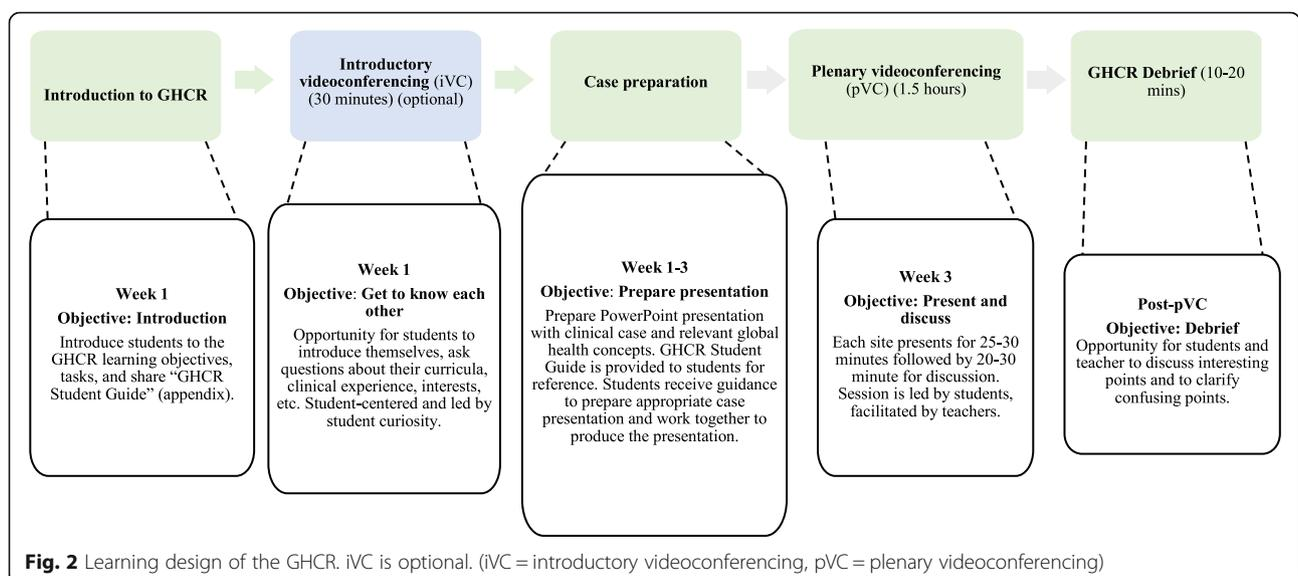 Introduction to GHCR
Introductory
videoconferencing (iVC)
(30 minutes) (optional)
Case preparation
Plenary videoconferencing
(pVC) (1.5 hours)
GHCR Debrief (10-20
mins)
Week 1
Objective: Introduction
Introduce students to the
GHCR learning objectives,
tasks, and share “GHCR
Student Guide” (appendix).
Week 1
Objective: Get to know each
other
Opportunity for students to
introduce themselves, ask
questions about their curricula,
clinical experience, interests,
etc. Student-centered and led by
student curiosity.
Week 1-3
Objective: Prepare presentation
Prepare PowerPoint presentation
with clinical case and relevant global
health concepts. GHCR Student
Guide is provided to students for
reference. Students receive guidance
to prepare appropriate case
presentation and work together to
produce the presentation.
Week 3
Objective: Present and
discuss
Each site presents for 25-30
minutes followed by 20-30
minute for discussion.
Session is led by students,
facilitated by teachers.
Post-pVC
Objective: Debrief
Opportunity for students and
teacher to discuss interesting
points and to clarify
confusing points.
Fig. 2 Learning design of the GHCR. iVC is optional. (iVC = introductory videoconferencing, pVC = plenary videoconferencing)